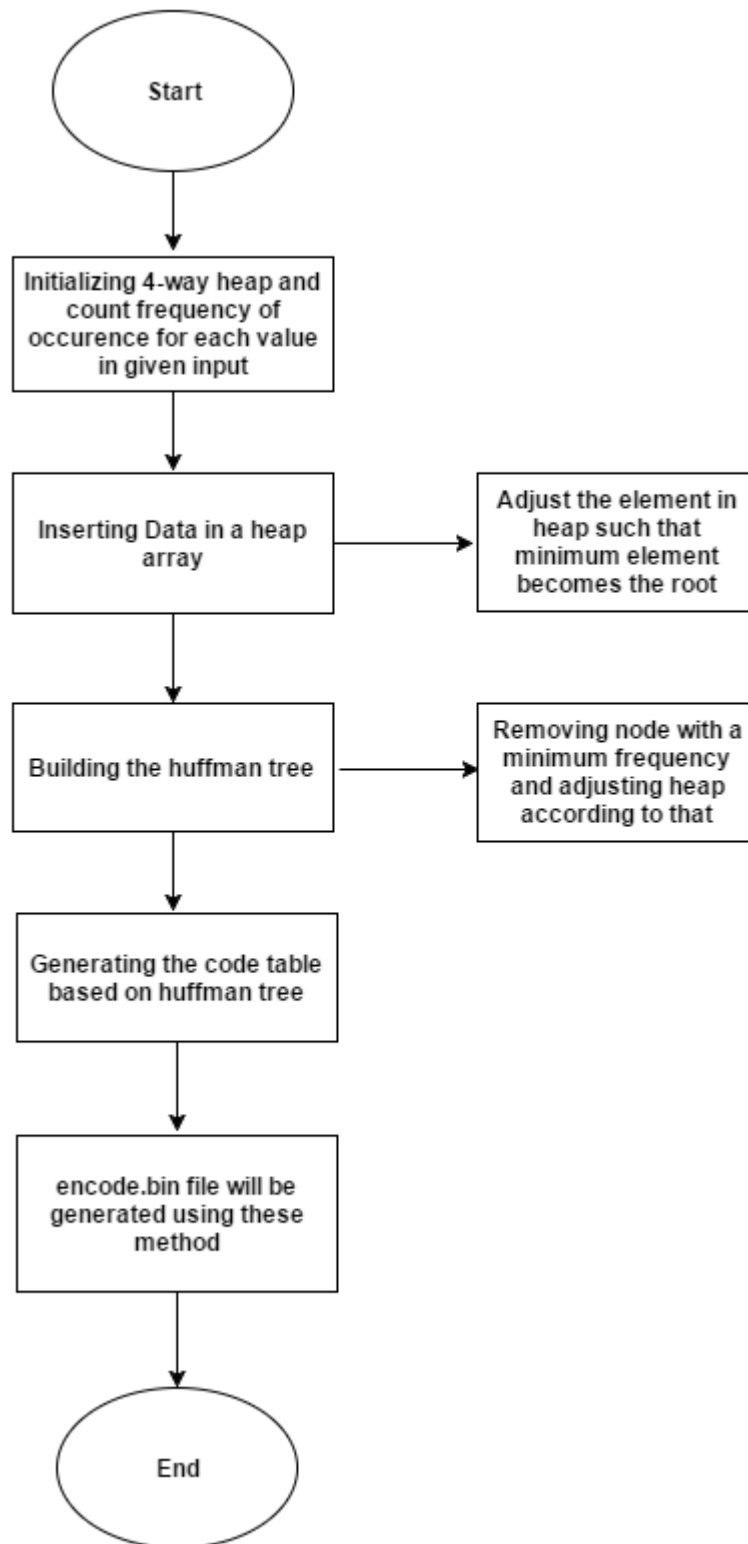 Start
Initializing 4-way heap and
count frequency of
occurence for each value
in given input
Inserting Data in a heap
array
Adjust the element in
heap such that
minimum element
becomes the root
Building the huffman tree
Removing node with a
minimum frequency
and adjusting heap
according to that
Generating the code table
based on huffman tree
encode.bin file will be
generated using these
method
End